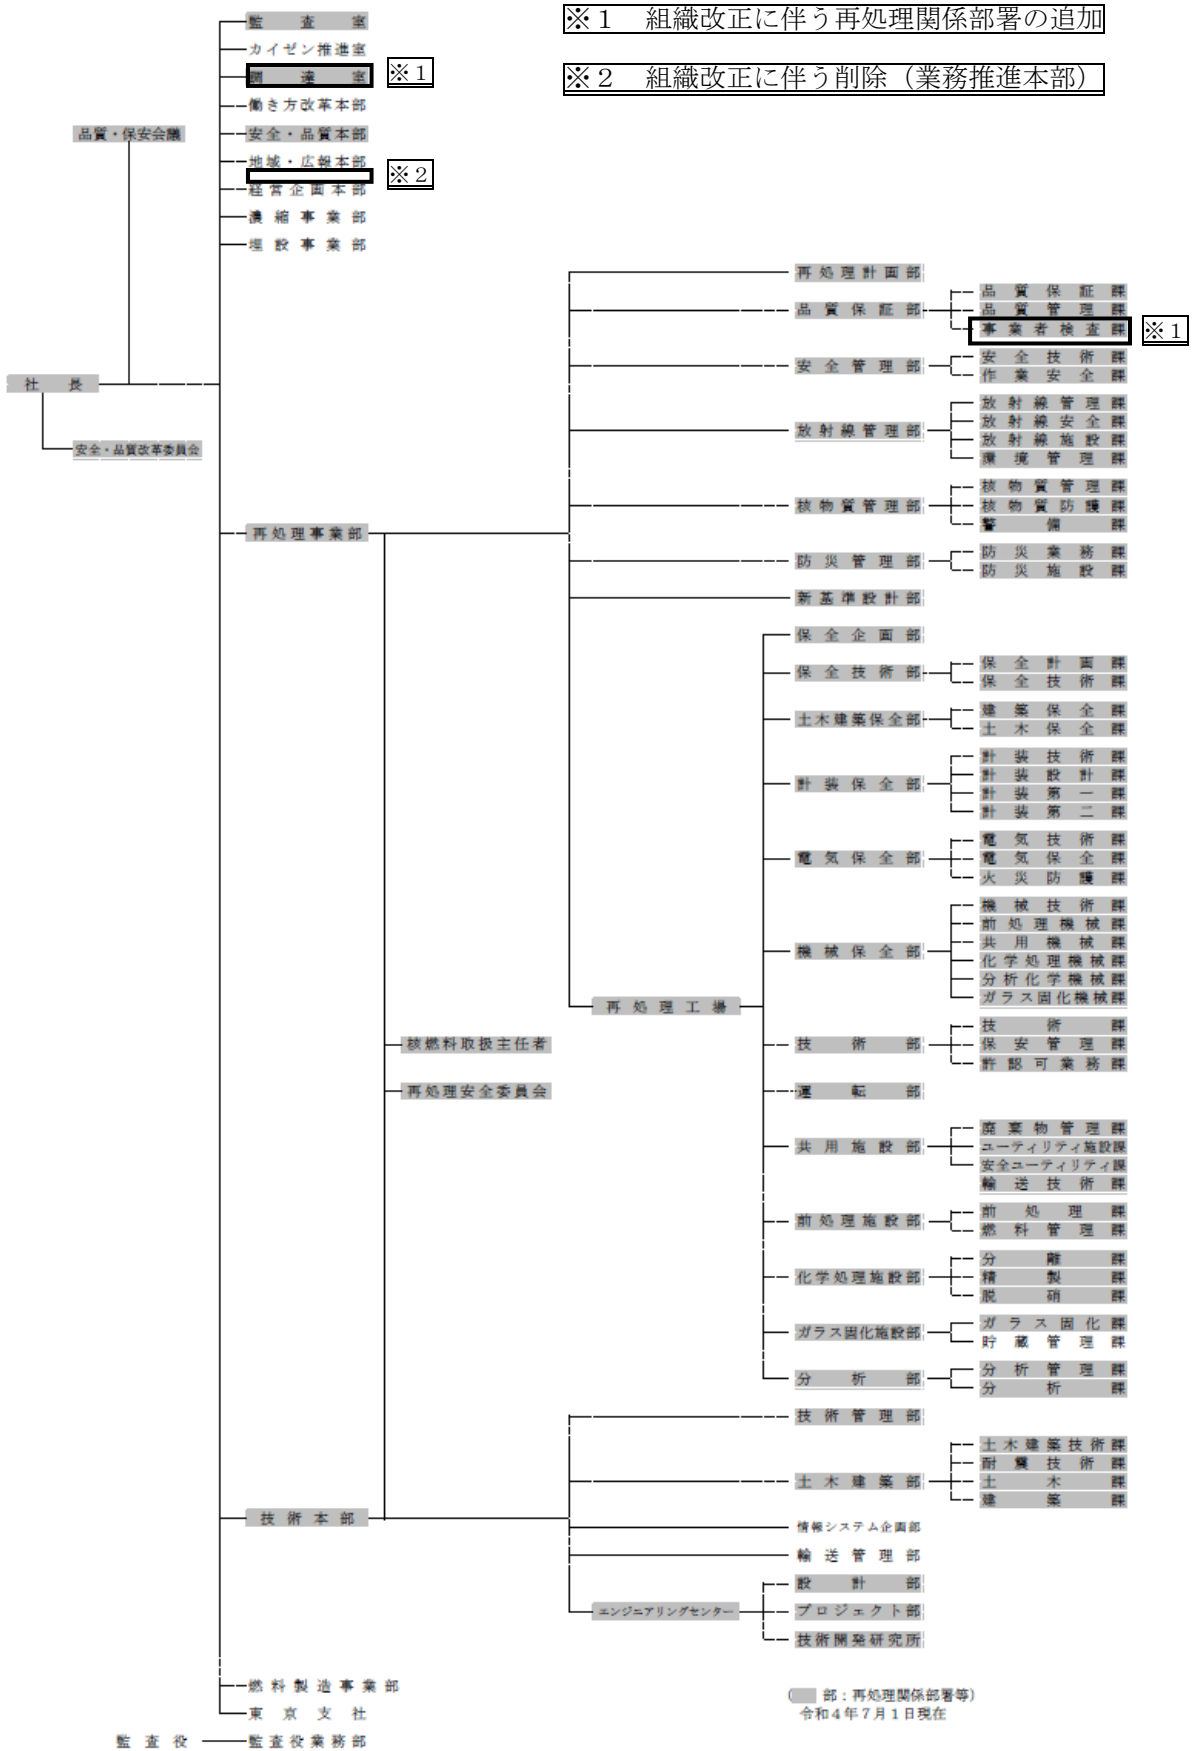 ※１　組織改正に伴う再処理関係部署の追加
※２　組織改正に伴う削除（業務推進本部）
監査室
カイゼン推進室
調達室
※１
働き方改革本部
品質・保安会議
安全・品質本部
地域・広報本部
※２
経営企画本部
濃縮事業部
埋設事業部
社長
安全・品質改革委員会
再処理事業部
再処理計画部
品質保証部
品質保証課
品質管理課
事業者検査課
※１
安全管理部
安全技術課
作業安全課
放射線管理部
放射線管理課
放射線安全課
放射線施設課
環境管理課
核物質管理部
核物質管理課
核物質防護課
警備課
防災管理部
防災業務課
防災施設課
新基準設計部
保全企画部
保全技術部
保全計画課
保全技術課
土木建築保全部
建築保全課
土木保全課
計装保全部
計装技術課
計装設計課
計装第一課
計装第二課
電気保全部
電気技術課
電気保全課
火災防護課
機械保全部
機械技術課
前処理機械課
共用機械課
化学処理機械課
分析化学機械課
ガラス固化機械課
再処理工場
核燃料取扱主任者
再処理安全委員会
技術部
技術課
保安管理課
許認可業務課
運転部
共用施設部
廃棄物管理課
ユーティリティ施設課
安全ユーティリティ課
輸送技術課
前処理施設部
前処理課
燃料管理課
化学処理施設部
分離課
精製課
脱硝課
ガラス固化施設部
ガラス固化課
貯蔵管理課
分析部
分析管理課
分析課
技術本部
技術管理部
土木建築部
土木建築技術課
耐震技術課
土木課
建築課
情報システム企画部
輸送管理部
エンジニアリングセンター
設計部
プロジェクト部
技術開発研究所
燃料製造事業部
東京支社
監査役
監査役業務部
（　部：再処理関係部署等）
令和４年７月１日現在